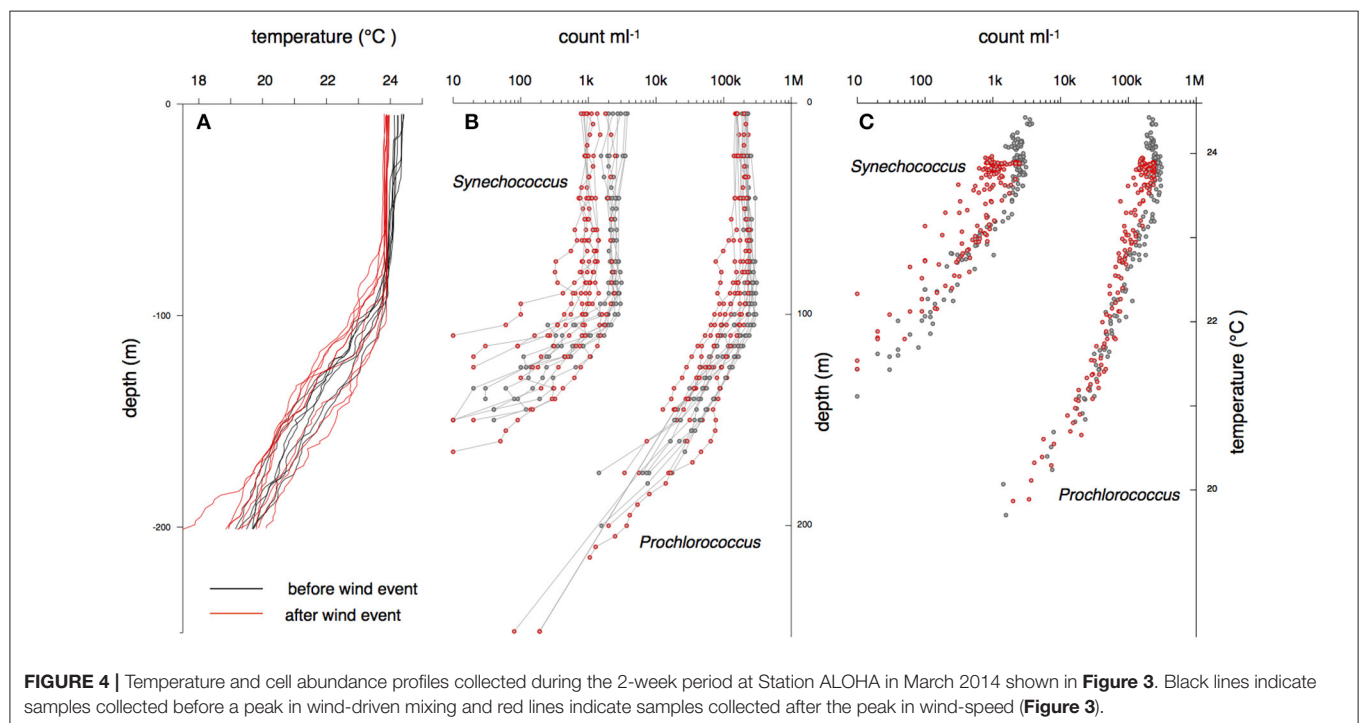 temperature (°C )
count ml-1
count ml-1
18 20 22 24
10 100 1k 10k 100k 1M
10 100 1k 10k 100k 1M
0
0
A
B
C
Synechococcus
Synechococcus
24
-100
100
22
depth (m)
depth (m)
temperature (°C)
20
Prochlorococcus
-200
200
Prochlorococcus
before wind event
after wind event
FIGURE 4 | Temperature and cell abundance profiles collected during the 2-week period at Station ALOHA in March 2014 shown in Figure 3. Black lines indicate
samples collected before a peak in wind-driven mixing and red lines indicate samples collected after the peak in wind-speed (Figure 3).